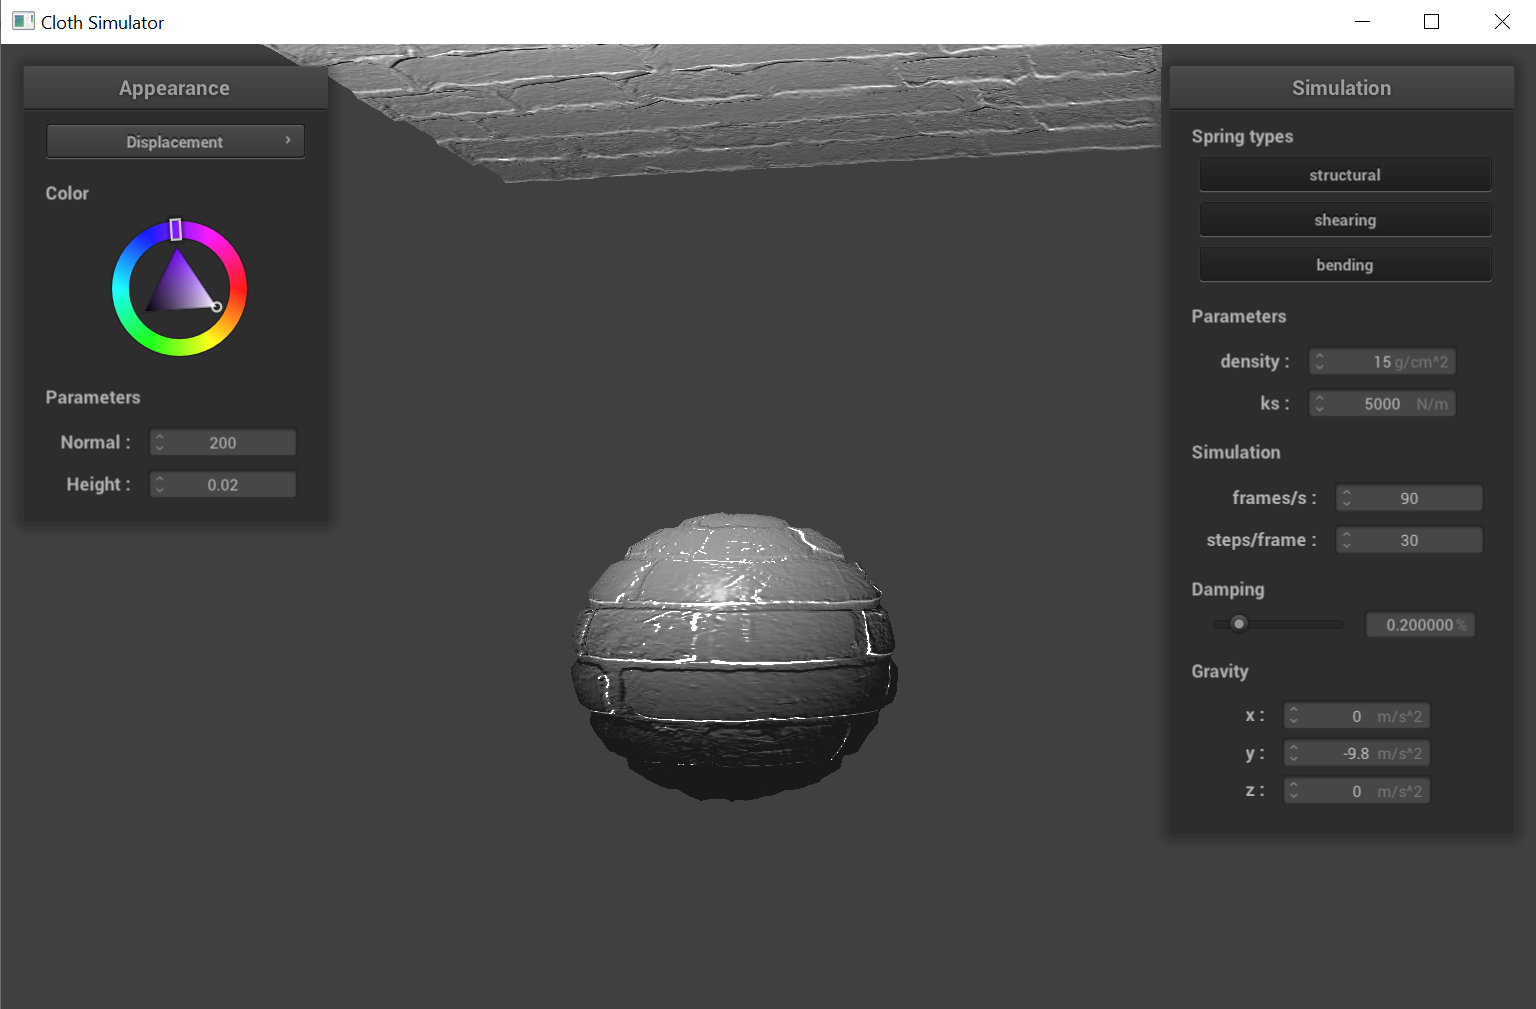 Cloth Simulator
Appearance
Displacement
Color
Parameters
Normal : 200
Height : 0.02
Simulation
Spring types
structural
shearing
bending
Parameters
density : 15 g/cm^2
ks : 5000 N/m
Simulation
frames/s : 90
steps/frame : 30
Damping
0.200000 %
Gravity
x : 0 m/s^2
y : -9.8 m/s^2
z : 0 m/s^2